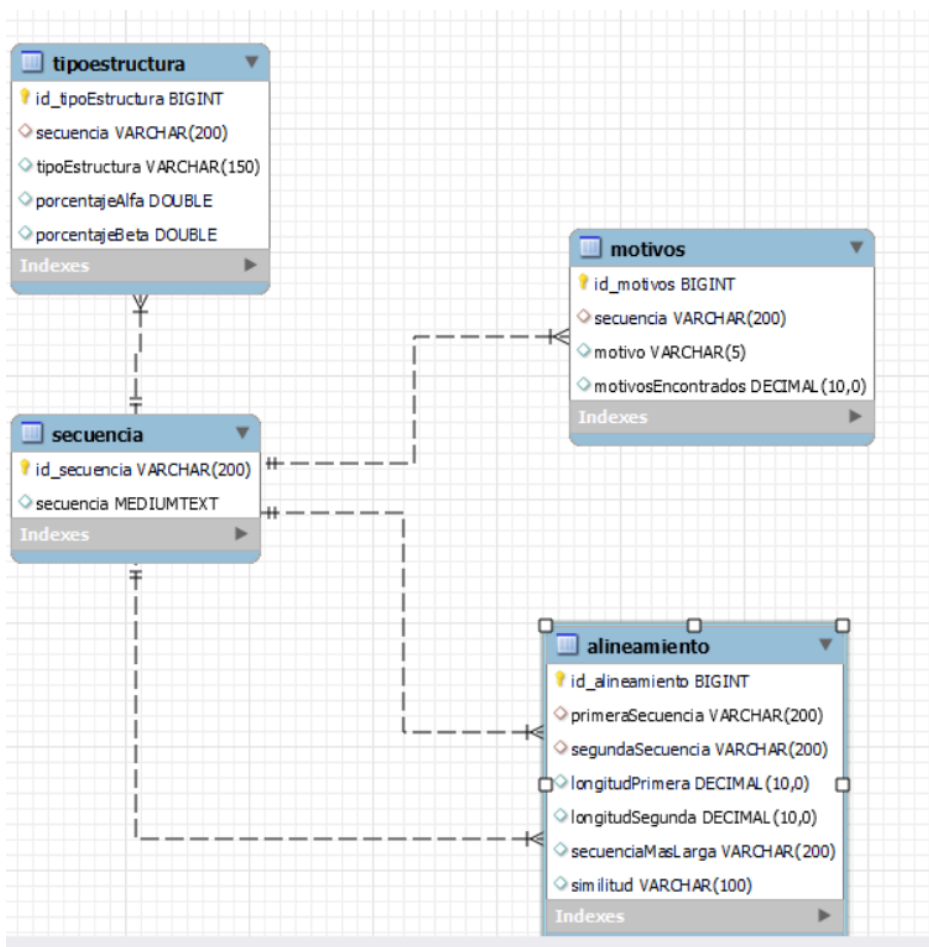 tipoestructura
id_tipoEstructura BIGINT
secuencia VARCHAR(200)
tipoEstructura VARCHAR(150)
porcentajeAlfa DOUBLE
porcentajeBeta DOUBLE
Indexes
motivos
id_motivos BIGINT
secuencia VARCHAR(200)
motivo VARCHAR(5)
motivosEncontrados DECIMAL(10,0)
Indexes
secuencia
id_secuencia VARCHAR(200)
secuencia MEDIUMTEXT
Indexes
alineamiento
id_alineamiento BIGINT
primeraSecuencia VARCHAR(200)
segundaSecuencia VARCHAR(200)
longitudPrimera DECIMAL(10,0)
longitudSegunda DECIMAL(10,0)
secuenciaMasLarga VARCHAR(200)
similitud VARCHAR(100)
Indexes